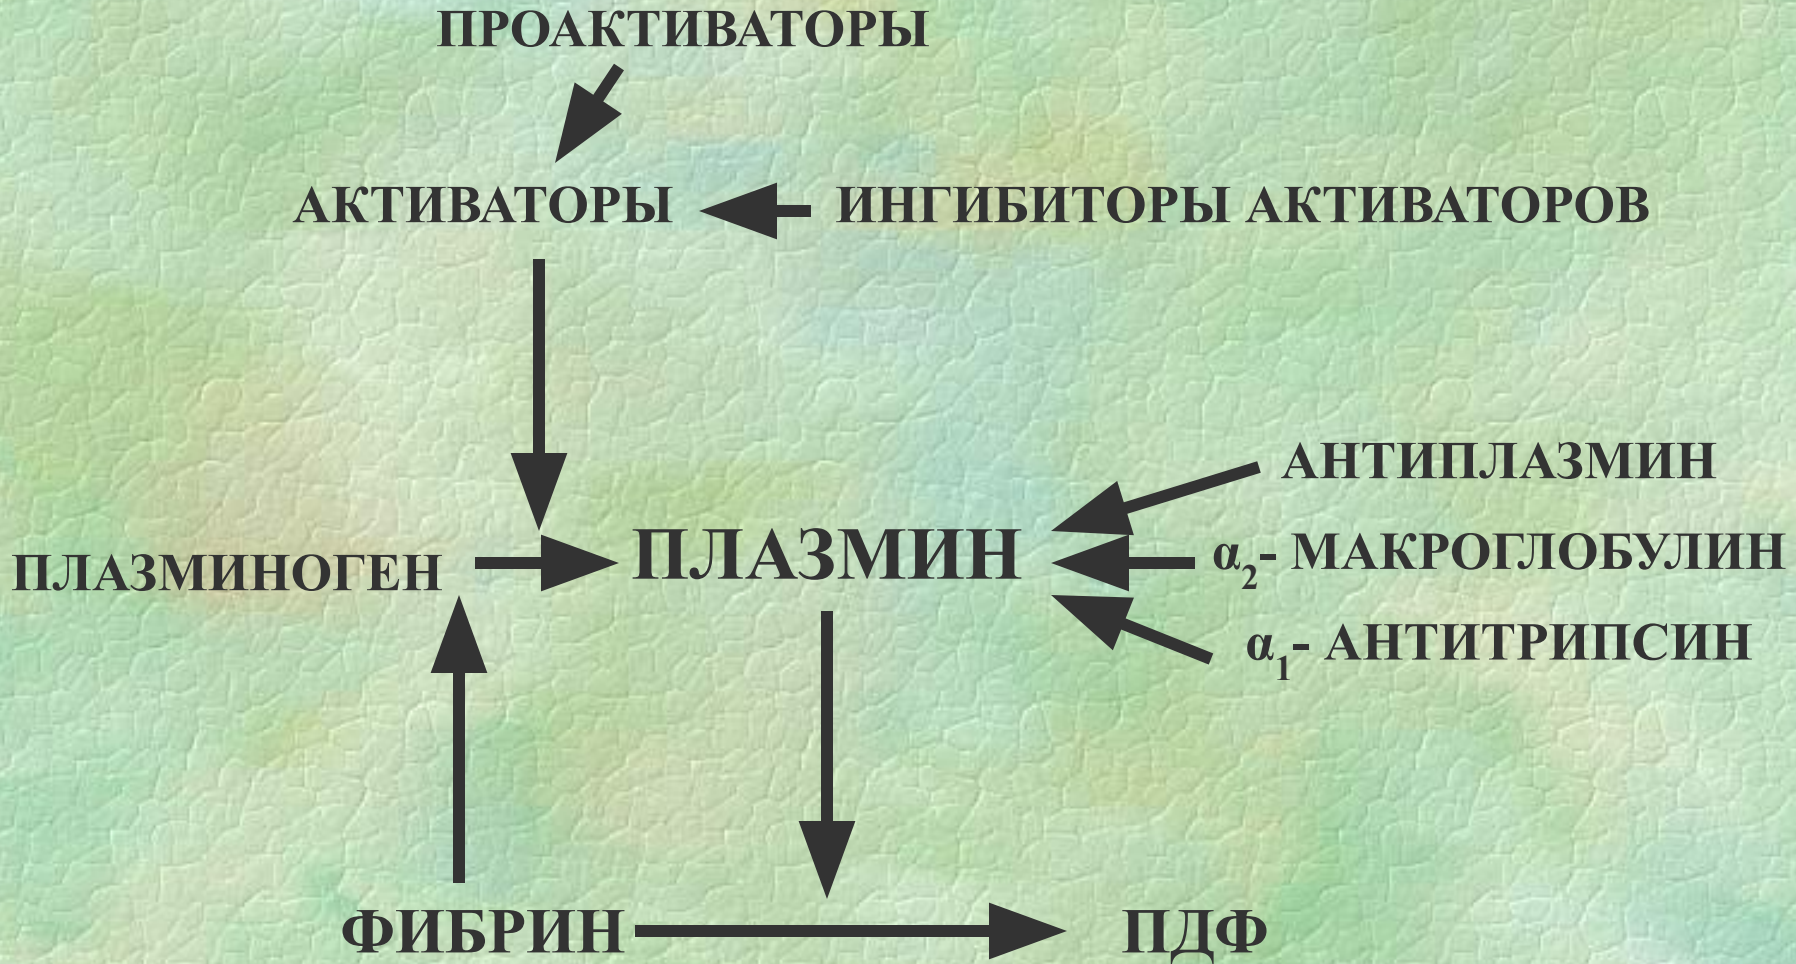 ПРОАКТИВАТОРЫ
АКТИВАТОРЫ
ИНГИБИТОРЫ АКТИВАТОРОВ
АНТИПЛАЗМИН
ПЛАЗМИНОГЕН
ПЛАЗМИН
α₂- МАКРОГЛОБУЛИН
α₁- АНТИТРИПСИН
ФИБРИН
ПДФ